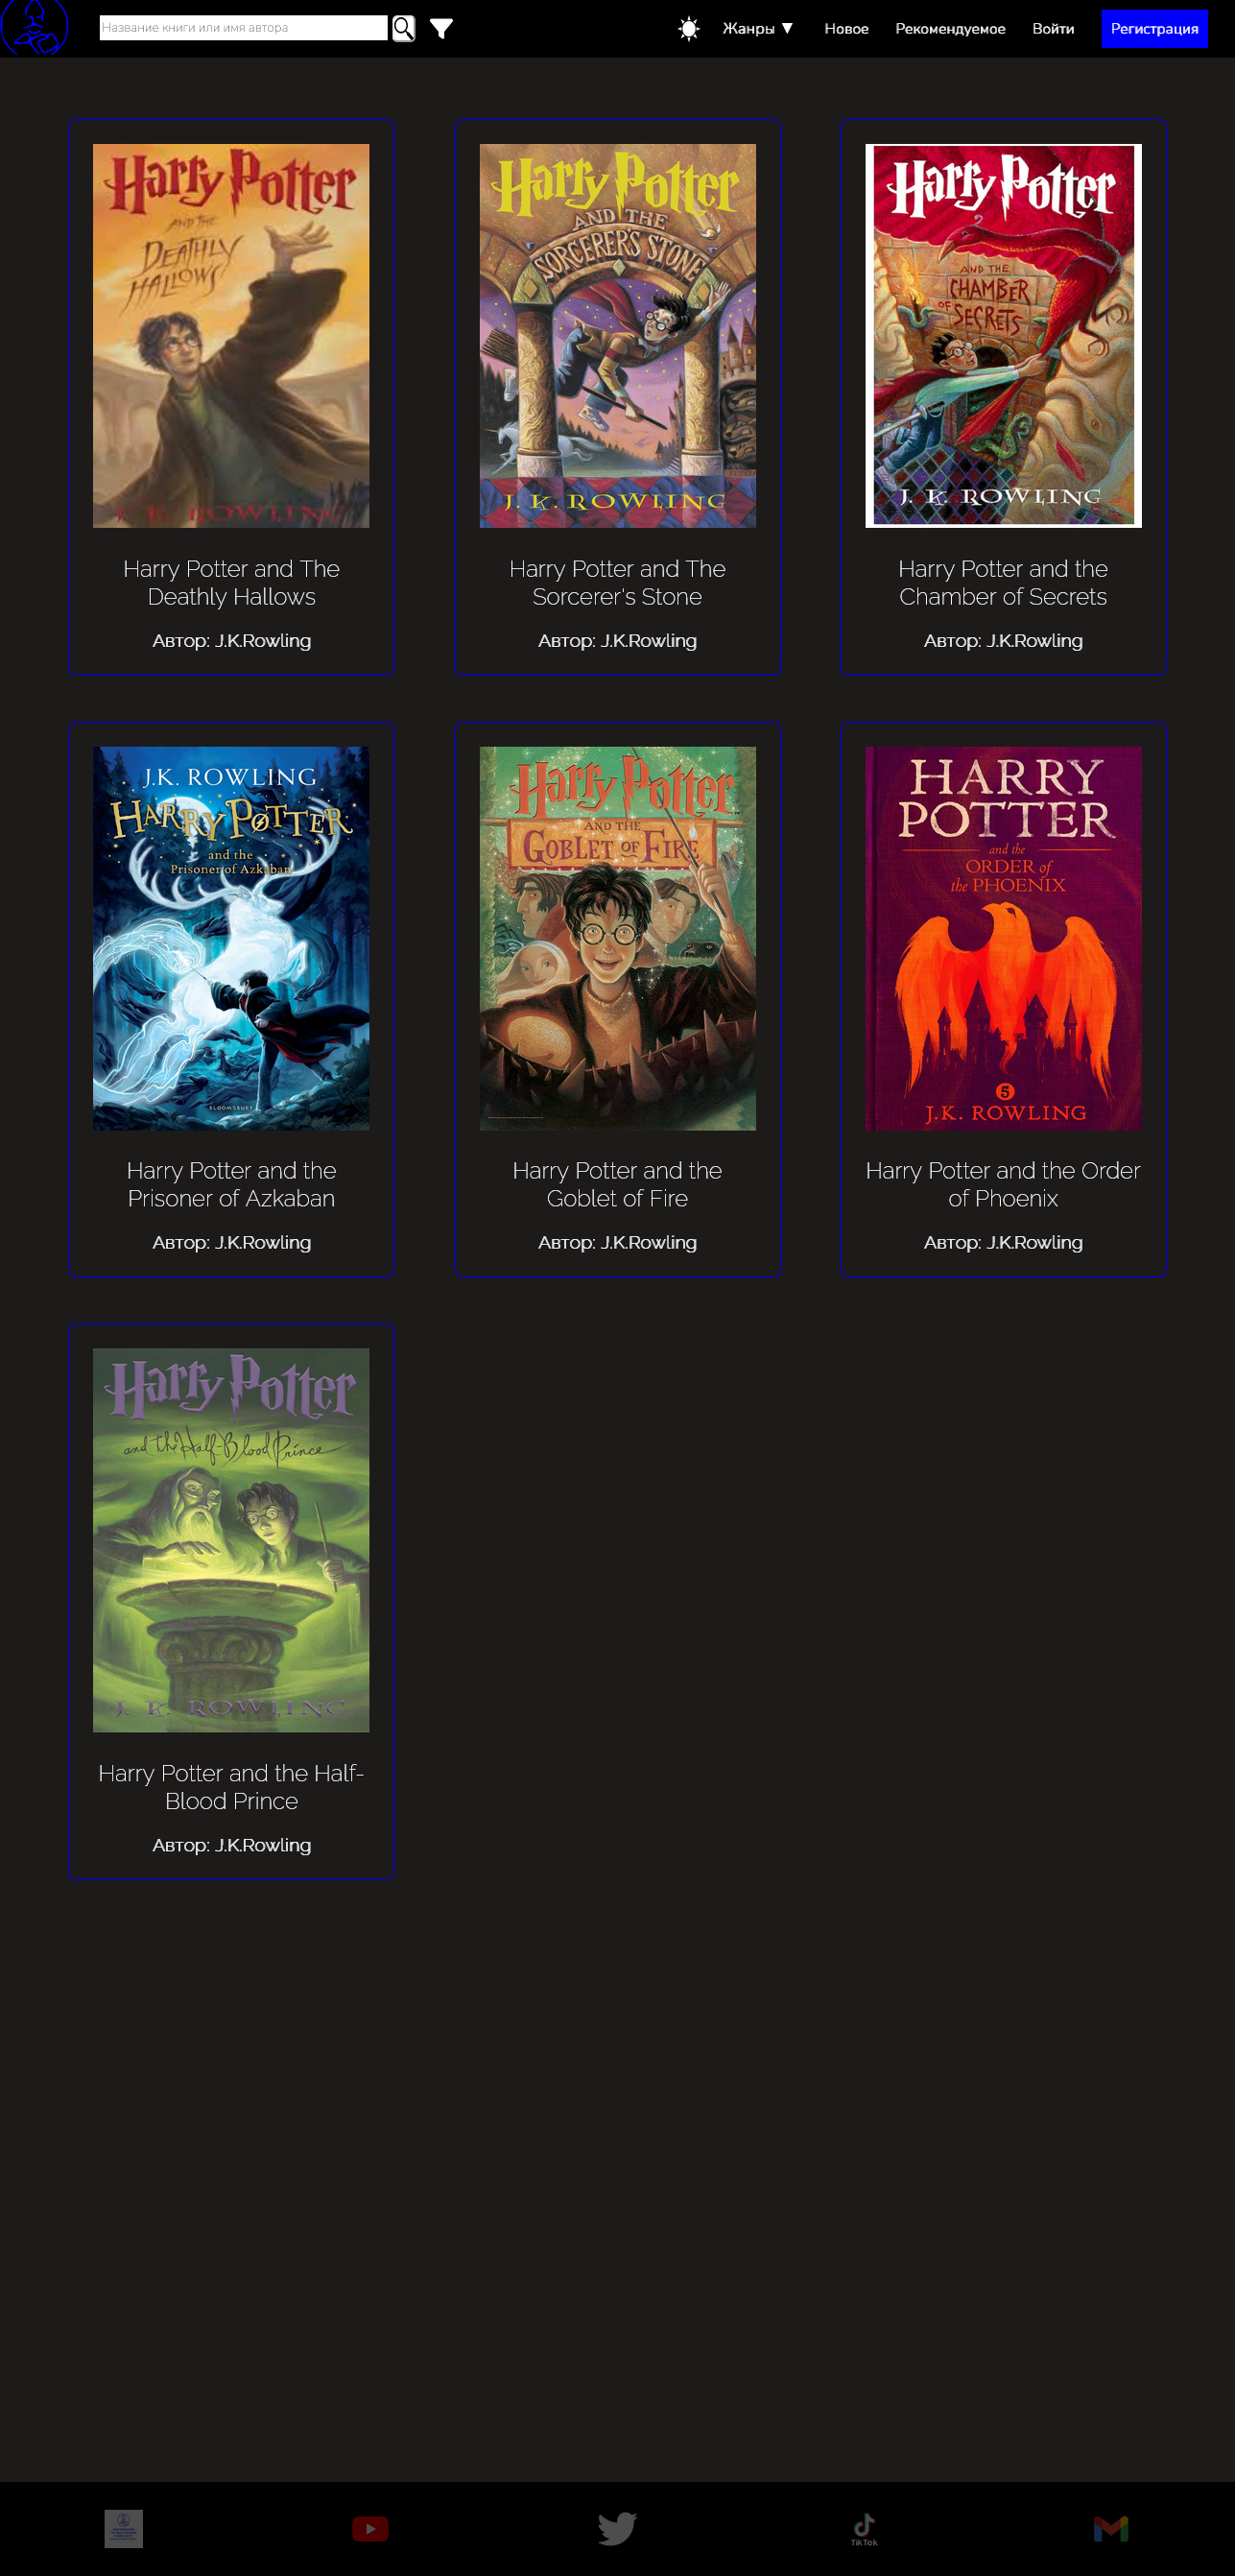 Название книги или имя автора
Жанры ▼
Новое
Рекомендуемое
Войти
Регистрация
Harry Potter
AND THE
DEATHLY
HALLOWS
J. K. ROWLING
Harry Potter and The
Deathly Hallows
Автор: J.K.Rowling
Harry Potter
AND THE
SORCERER'S STONE
J. K. ROWLING
Harry Potter and The
Sorcerer's Stone
Автор: J.K.Rowling
Harry Potter
AND THE
CHAMBER
OF SECRETS
J. K. ROWLING
Harry Potter and the
Chamber of Secrets
Автор: J.K.Rowling
J.K. ROWLING
HARRY POTTER
and the
Prisoner of Azkaban
BLOOMSBURY
Harry Potter and the
Prisoner of Azkaban
Автор: J.K.Rowling
Harry Potter
AND THE
GOBLET OF FIRE
Harry Potter and the
Goblet of Fire
Автор: J.K.Rowling
HARRY
POTTER
and the
ORDER of
the PHOENIX
5
J.K. ROWLING
Harry Potter and the Order
of Phoenix
Автор: J.K.Rowling
Harry Potter
and the Half-Blood Prince
J. K. ROWLING
Harry Potter and the Half-
Blood Prince
Автор: J.K.Rowling
TikTok